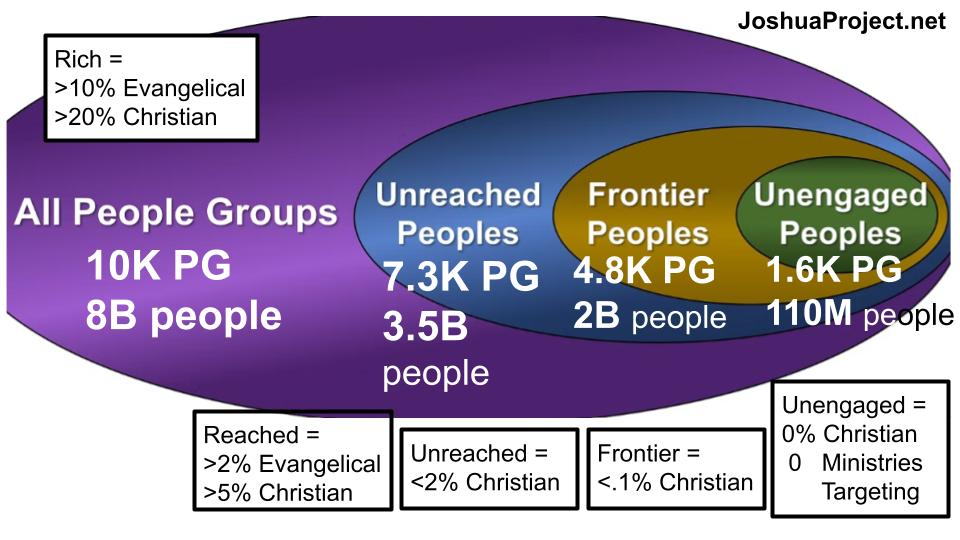 JoshuaProject.net
Rich =
>10% Evangelical
>20% Christian
All People Groups
10K PG
8B people
Unreached
Peoples
7.3K PG
3.5B
people
Frontier
Peoples
4.8K PG
2B people
Unengaged
Peoples
1.6K PG
110M people
Reached =
>2% Evangelical
>5% Christian
Unreached =
<2% Christian
Frontier =
<.1% Christian
Unengaged =
0% Christian
0 Ministries
Targeting